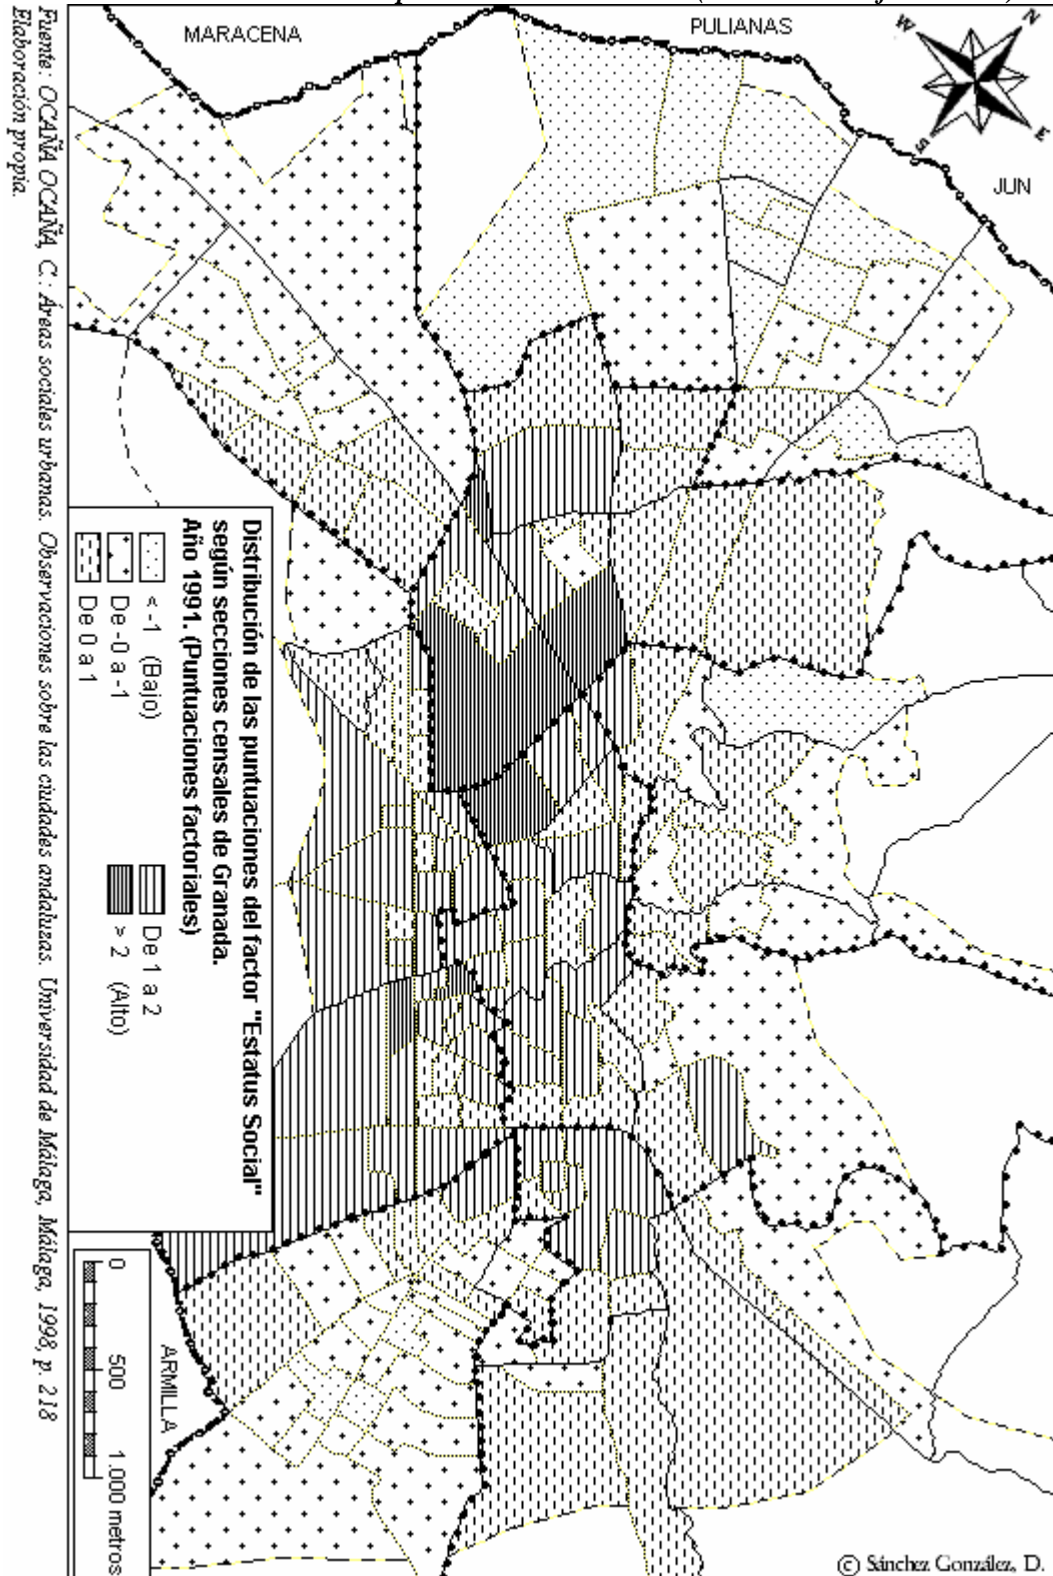 MARACENA
PULIANAS
N
W
E
S
JUN
Distribución de las puntuaciones del factor "Estatus Social"
según secciones censales de Granada.
Año 1991. (Puntuaciones factoriales)
< -1 (Bajo)
De -0 a -1
De 0 a 1
De 1 a 2
> 2 (Alto)
ARMILLA
0 500 1.000 metros
Fuente: OCAÑA OCAÑA, C. Áreas sociales urbanas. Observaciones sobre las ciudades andaluzas. Universidad de Málaga, Málaga, 1998, p. 218
Elaboración propia.
© Sánchez González, D.